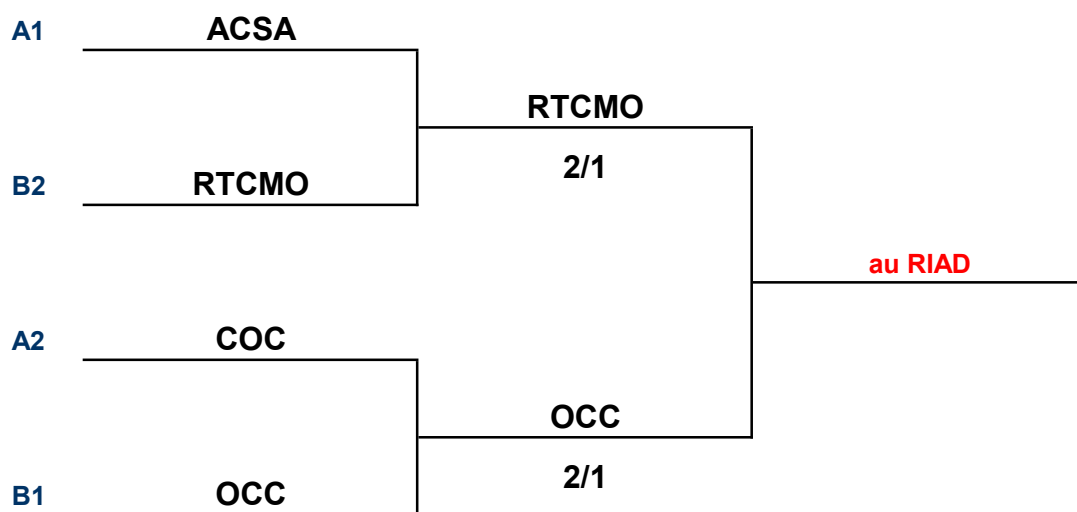 A1 ACSA
RTCMO
2/1
B2 RTCMO
au RIAD
A2 COC
OCC
2/1
B1 OCC